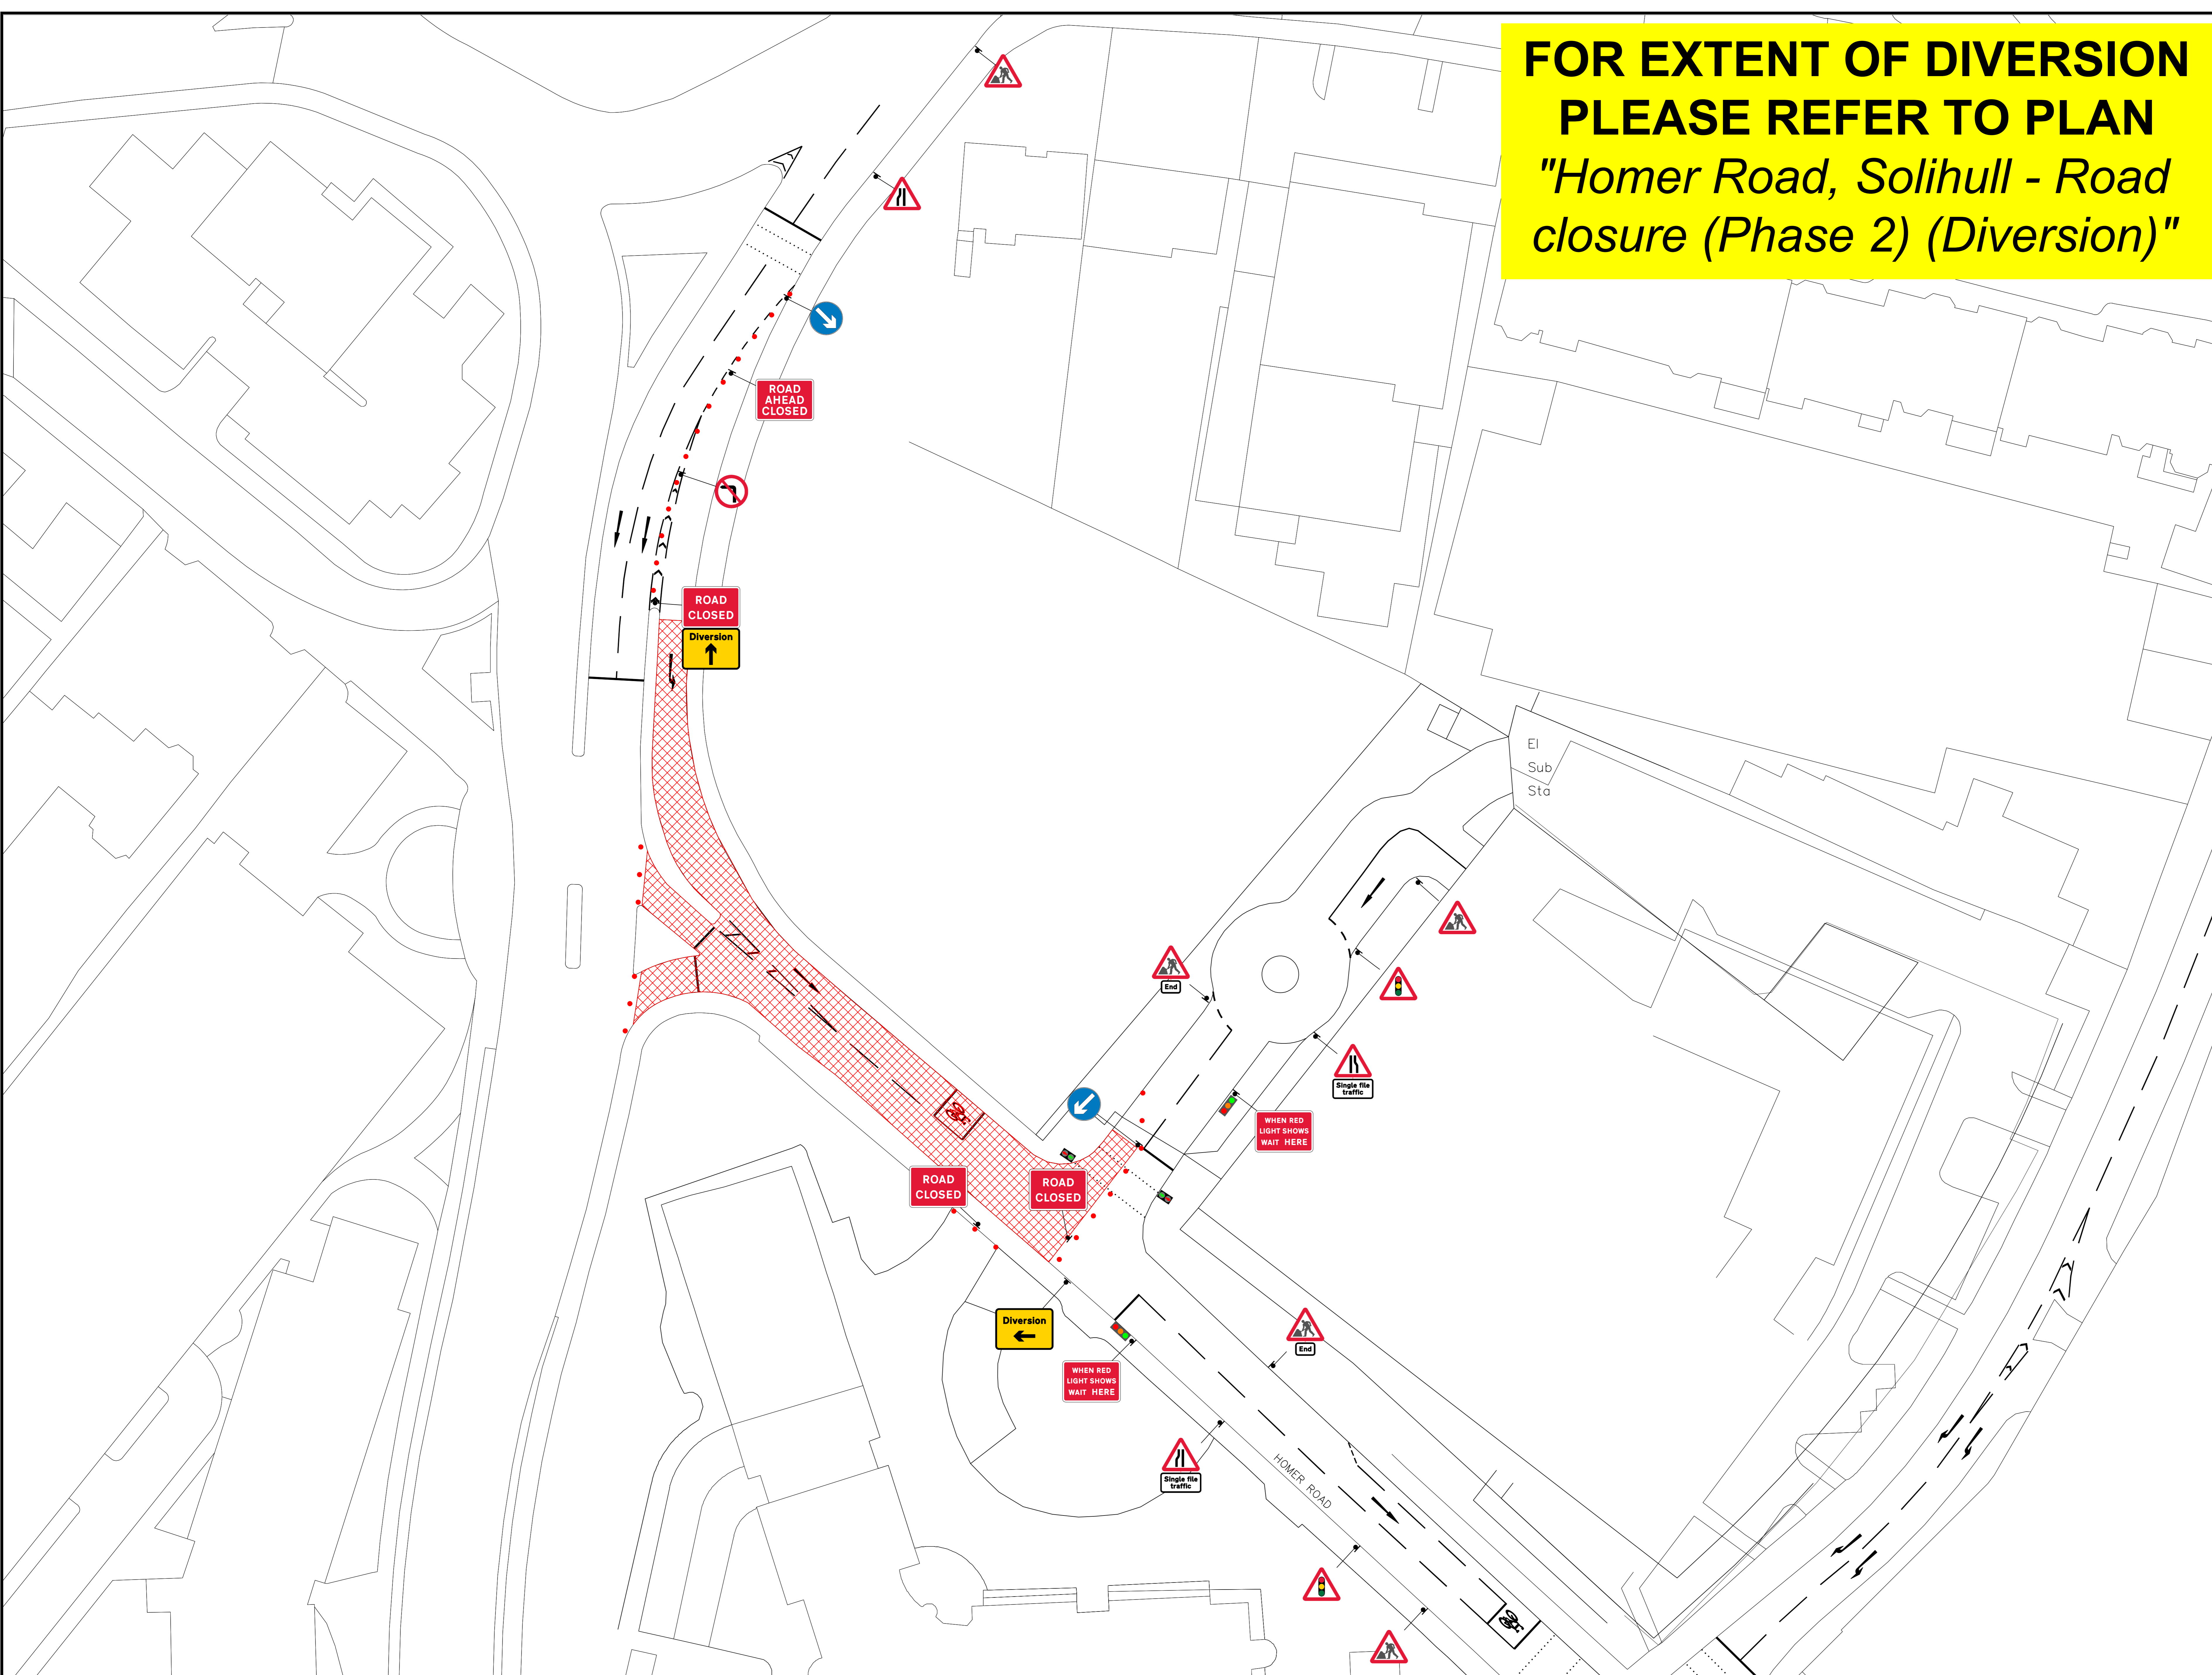 FOR EXTENT OF DIVERSION
PLEASE REFER TO PLAN
"Homer Road, Solihull - Road
closure (Phase 2) (Diversion)"
ROAD
AHEAD
CLOSED
ROAD
CLOSED
Diversion
El
Sub
Sta
End
Single file
traffic
WHEN RED
LIGHT SHOWS
WAIT HERE
ROAD
CLOSED
ROAD
CLOSED
Diversion
End
WHEN RED
LIGHT SHOWS
WAIT HERE
Single file
traffic
HOMER ROAD